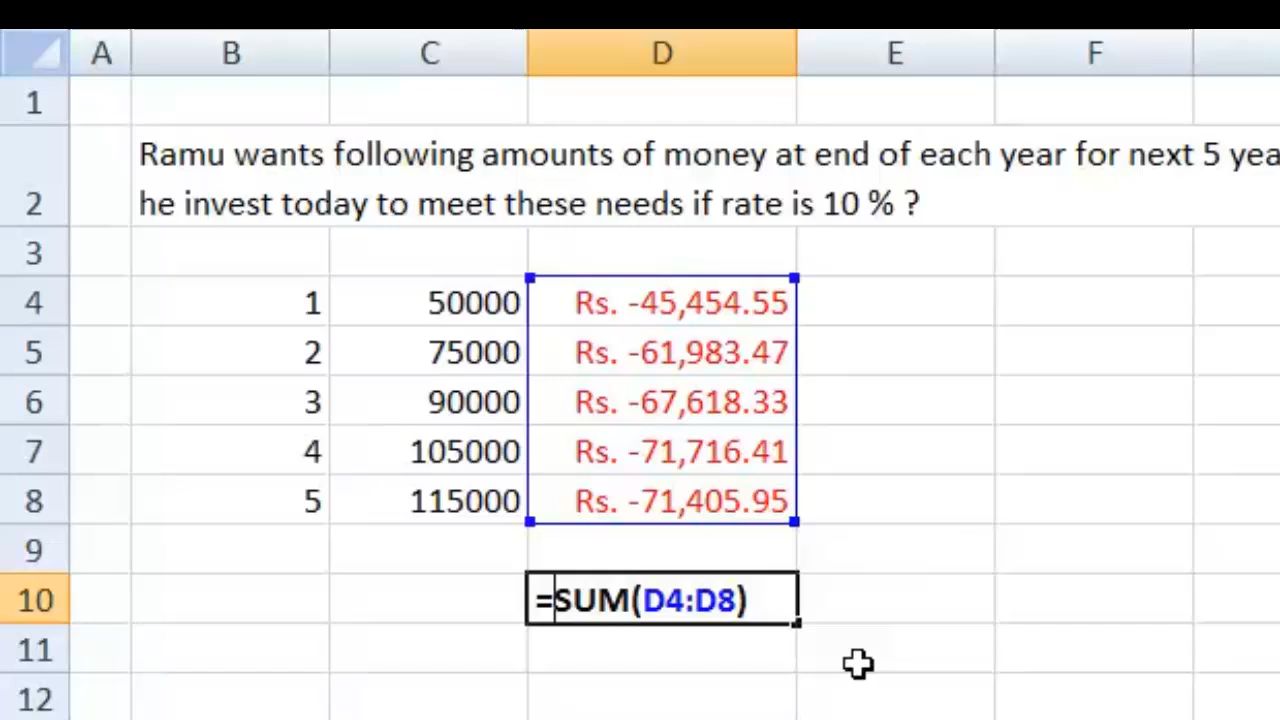 A B C D E F
1
2 Ramu wants following amounts of money at end of each year for next 5
he invest today to meet these needs if rate is 10 % ?
3
4 1 50000 Rs. -45,454.55
5 2 75000 Rs. -61,983.47
6 3 90000 Rs. -67,618.33
7 4 105000 Rs. -71,716.41
8 5 115000 Rs. -71,405.95
9
10 =SUM(D4:D8)
11
12